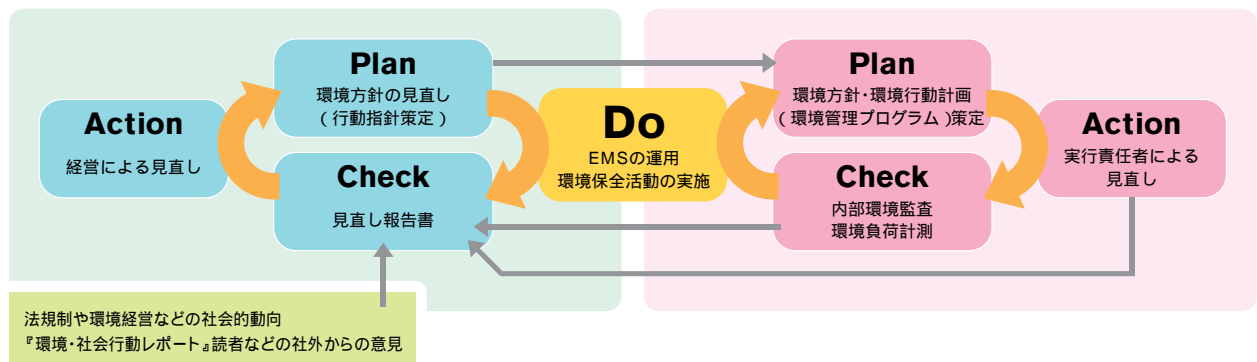 Action
経営による見直し
Plan
環境方針の見直し
(行動指針策定)
Check
見直し報告書
Do
EMSの運用
環境保全活動の実施
Plan
環境方針・環境行動計画
(環境管理プログラム)策定
Check
内部環境監査
環境負荷計測
Action
実行責任者による
見直し
法規制や環境経営などの社会的動向
『環境・社会行動レポート』読者などの社外からの意見